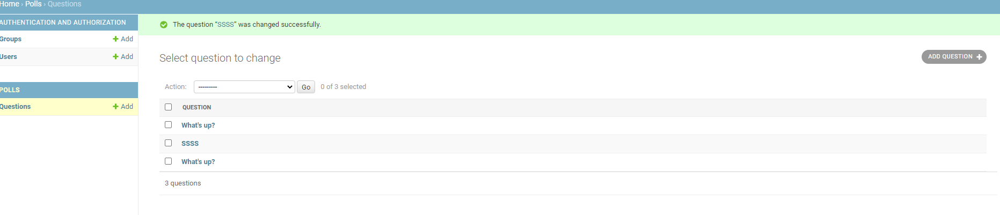 Home › Polls › Questions
AUTHENTICATION AND AUTHORIZATION
Groups + Add
Users + Add
POLLS
Questions + Add
The question “SSSS” was changed successfully.
Select question to change
ADD QUESTION +
Action: --------- Go 0 of 3 selected
QUESTION
What's up?
SSSS
What's up?
3 questions